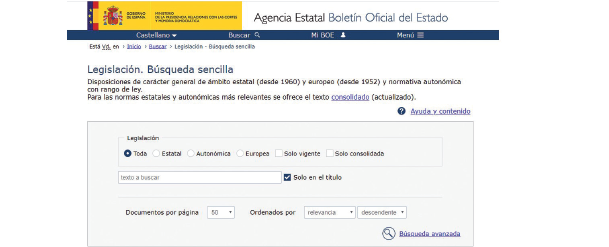 GOBIERNO DE ESPAÑA
MINISTERIO DE LA PRESIDENCIA, RELACIONES CON LAS CORTES Y MEMORIA DEMOCRÁTICA
Agencia Estatal Boletín Oficial del Estado
Castellano Buscar Mi BOE Menú
Está Vd. en › Inicio › Buscar › Legislación - Búsqueda sencilla
Legislación. Búsqueda sencilla
Disposiciones de carácter general de ámbito estatal (desde 1960) y europeo (desde 1952) y normativa autonómica
con rango de ley.
Para las normas estatales y autonómicas más relevantes se ofrece el texto consolidado (actualizado).
? Ayuda y contenido
Legislación
Toda Estatal Autonómica Europea Solo vigente Solo consolidada
texto a buscar Solo en el título
Documentos por página 50 Ordenados por relevancia descendente
Búsqueda avanzada